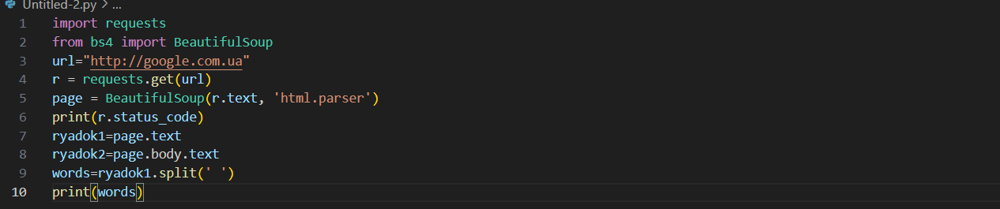 Untitled-2.py > ...
1 import requests
2 from bs4 import BeautifulSoup
3 url="http://google.com.ua"
4 r = requests.get(url)
5 page = BeautifulSoup(r.text, 'html.parser')
6 print(r.status_code)
7 ryadok1=page.text
8 ryadok2=page.body.text
9 words=ryadok1.split(' ')
10 print(words)